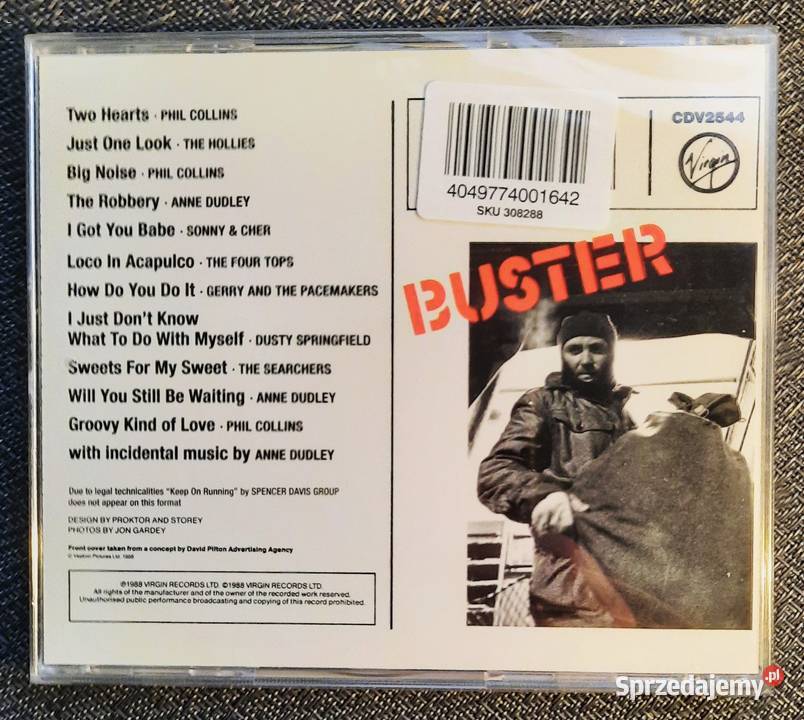 Two Hearts · PHIL COLLINS
Just One Look · THE HOLLIES
Big Noise · PHIL COLLINS
The Robbery · ANNE DUDLEY
I Got You Babe · SONNY & CHER
Loco In Acapulco · THE FOUR TOPS
How Do You Do It · GERRY AND THE PACEMAKERS
I Just Don't Know
What To Do With Myself · DUSTY SPRINGFIELD
Sweets For My Sweet · THE SEARCHERS
Will You Still Be Waiting · ANNE DUDLEY
Groovy Kind of Love · PHIL COLLINS
with incidental music by ANNE DUDLEY
Due to legal technicalities "Keep On Running" by SPENCER DAVIS GROUP
does not appear on this format
DESIGN BY PROKTOR AND STOREY
PHOTOS BY JON GARDEY
Front cover taken from a concept by David Pilton Advertising Agency
© Vestron Pictures Ltd. 1988
℗1988 VIRGIN RECORDS LTD. ©1988 VIRGIN RECORDS LTD.
All rights of the manufacturer and of the owner of the recorded work reserved.
Unauthorised public performance broadcasting and copying of this record prohibited.
4049774001642
SKU 308288
CDV2544
Virgin
BUSTER
Sprzedajemy.pl